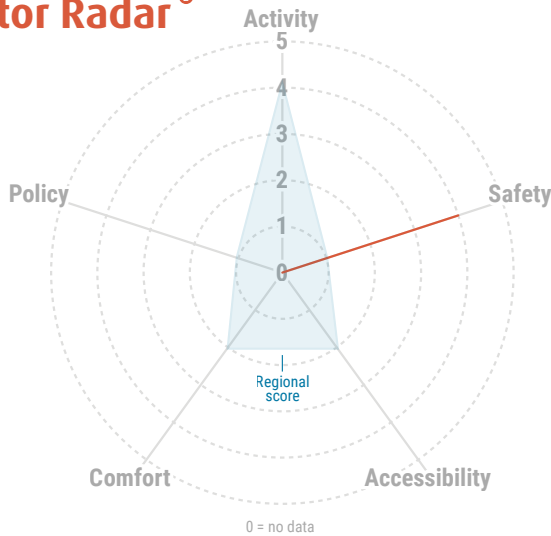 tor Radar
Activity
5
4
3
2
1
0
Policy
Safety
Regional
score
Comfort
Accessibility
0 = no data